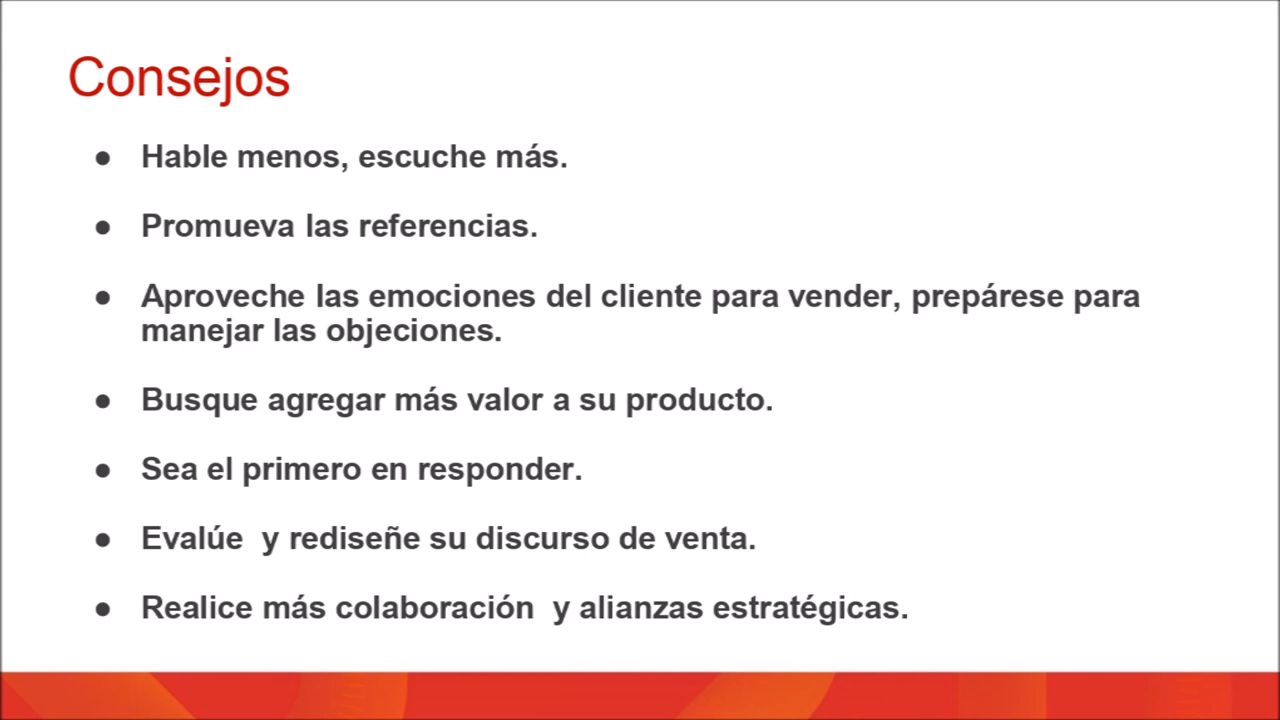 Consejos
● Hable menos, escuche más.
● Promueva las referencias.
● Aproveche las emociones del cliente para vender, prepárese para
manejar las objeciones.
● Busque agregar más valor a su producto.
● Sea el primero en responder.
● Evalúe  y rediseñe su discurso de venta.
● Realice más colaboración  y alianzas estratégicas.